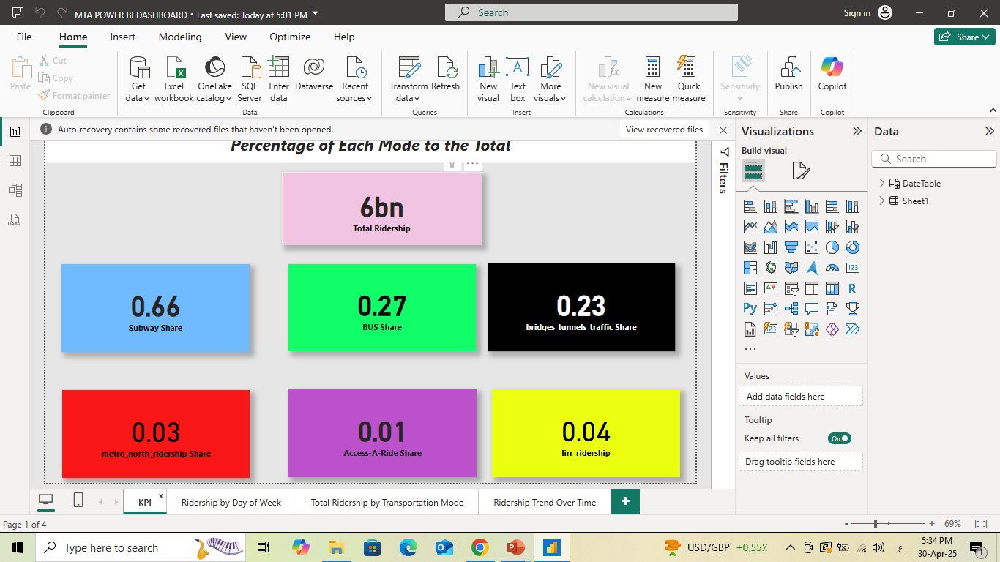 MTA POWER BI DASHBOARD • Last saved: Today at 5:01 PM
Search
Sign in
File
Home
Insert
Modeling
View
Optimize
Help
Share
Paste
Cut
Copy
Format painter
Clipboard
Get data
Excel workbook
OneLake catalog
SQL Server
Enter data
Dataverse
Recent sources
Data
Transform data
Refresh
Queries
New visual
Text box
More visuals
Insert
New visual calculation
New measure
Quick measure
Calculations
Sensitivity
Sensitivity
Publish
Share
Copilot
Copilot
Auto recovery contains some recovered files that haven't been opened.
View recovered files
Percentage of Each Mode to the Total
6bn
Total Ridership
0.66
Subway Share
0.27
BUS Share
0.23
bridges_tunnels_traffic Share
0.03
metro_north_ridership Share
0.01
Access-A-Ride Share
0.04
lirr_ridership
Filters
Visualizations
Build visual
123
R
Py
123
Values
Add data fields here
Tooltip
Keep all filters
On
Drag tooltip fields here
Data
Search
DateTable
Sheet1
DAX
KPI
x
Ridership by Day of Week
Total Ridership by Transportation Mode
Ridership Trend Over Time
+
Page 1 of 4
- + 69%
Type here to search
USD/GBP +0,55%
ع
5:34 PM
30-Apr-25
1